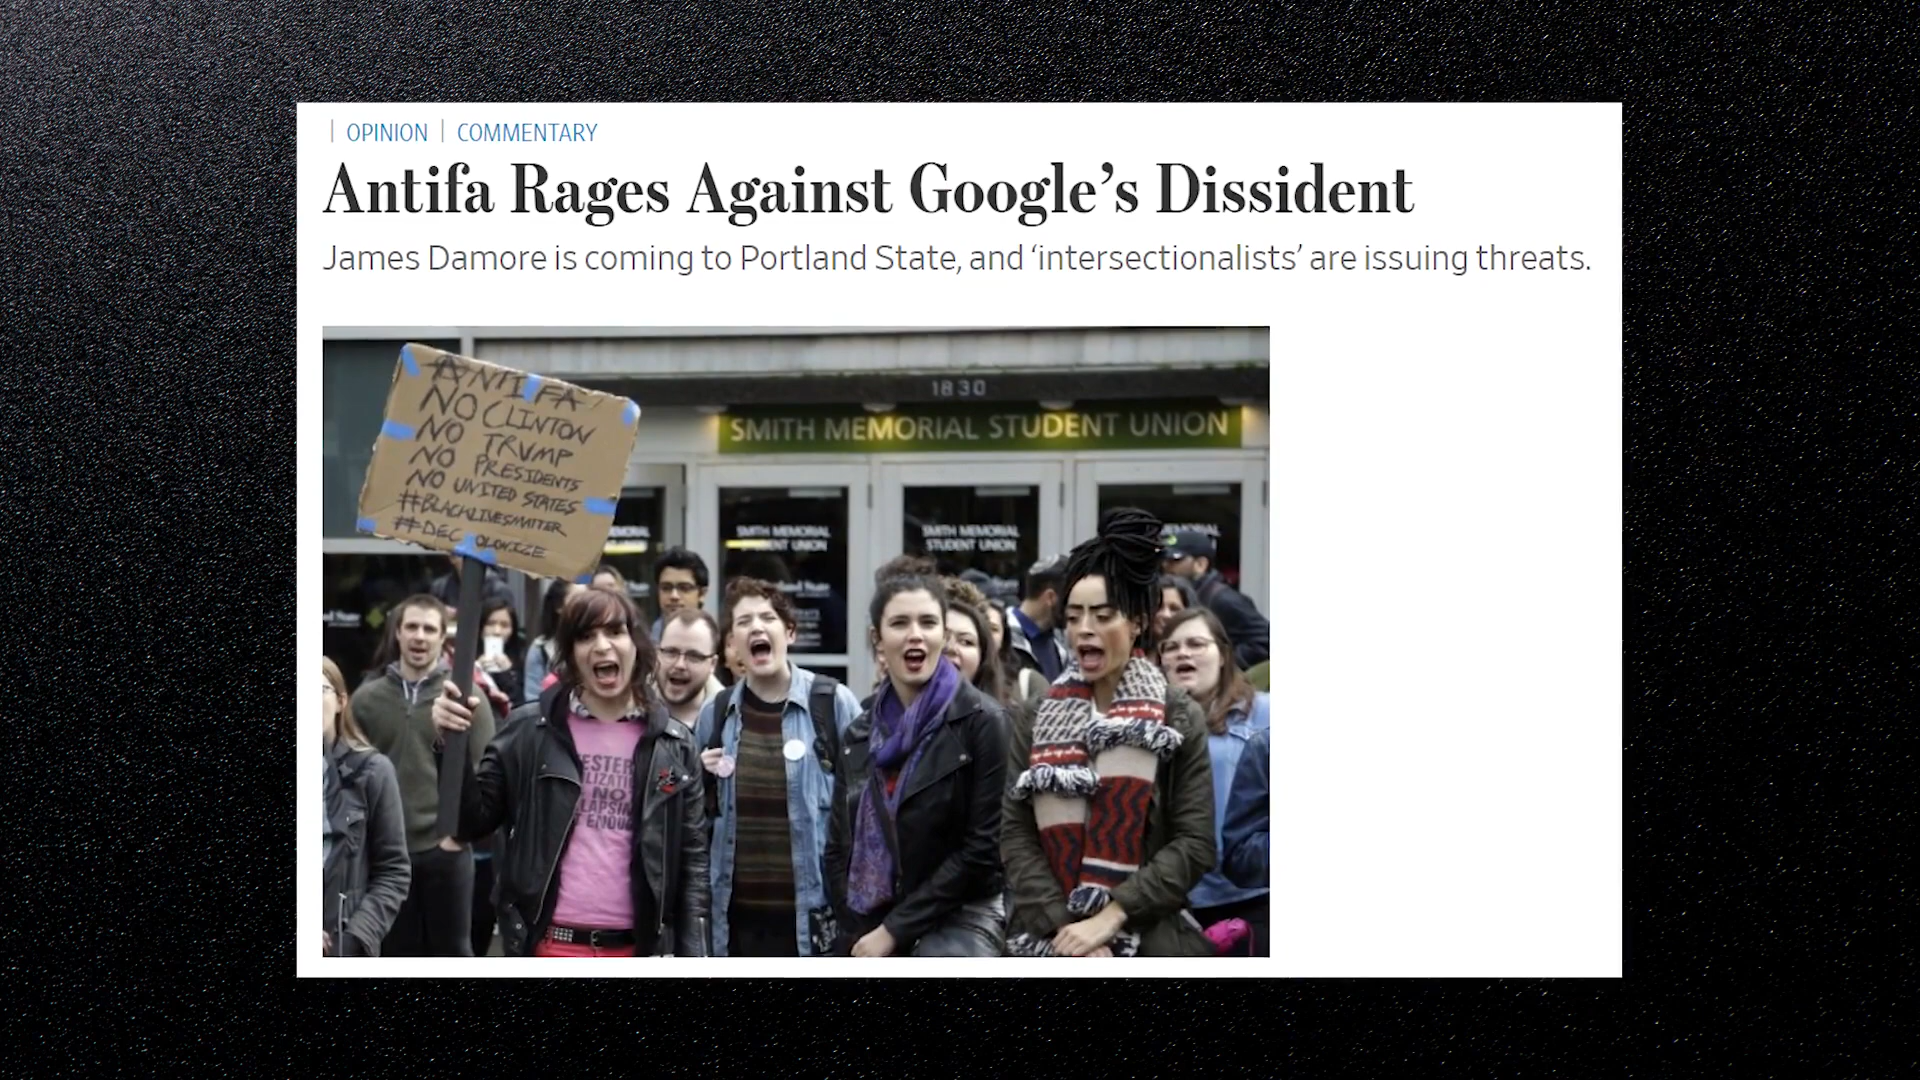 | OPINION | COMMENTARY
Antifa Rages Against Google’s Dissident
James Damore is coming to Portland State, and ‘intersectionalists’ are issuing threats.
1830
SMITH MEMORIAL STUDENT UNION
ANTIFA
NO CLINTON
NO TRUMP
NO PRESIDENTS
NO UNITED STATES
#BLACKLIVESMATTER
#DECOLONIZE
SMITH MEMORIAL
STUDENT UNION
SMITH MEMORIAL
STUDENT UNION
NO